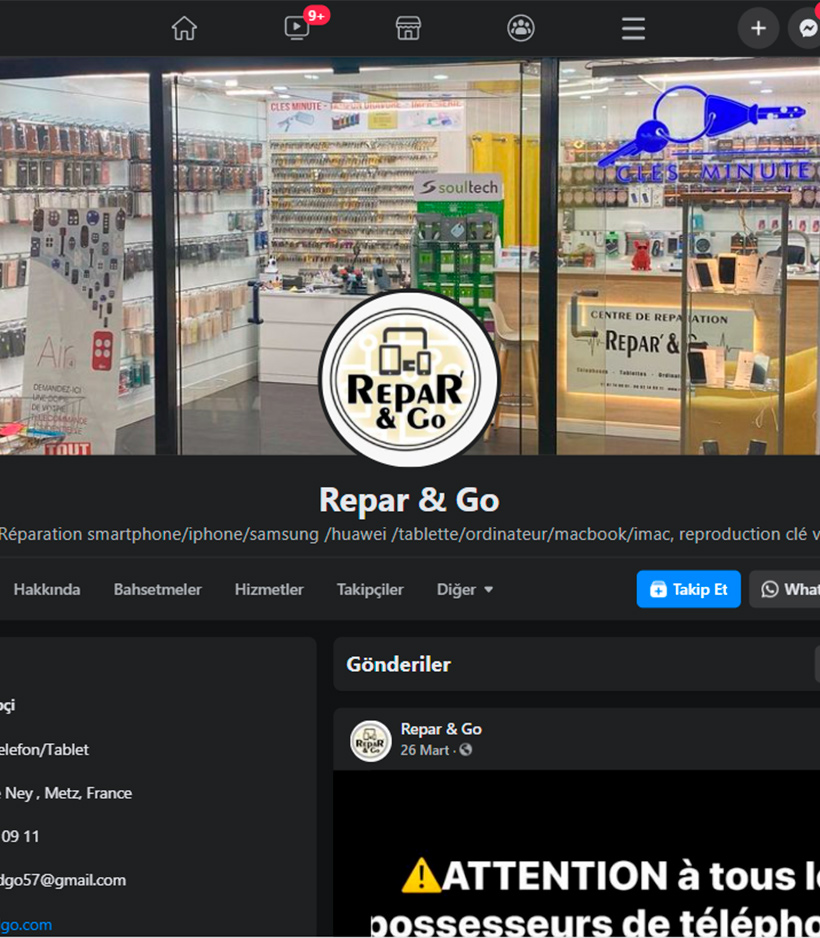 9+
CLES MINUTE
soultech
CLES MINUTE
CENTRE DE REPARATION
REPAR' &
Air
DEMANDEZ-ICI
TOUT
REPAR'
& GO
Repar & Go
Réparation smartphone/iphone/samsung /huawei /tablette/ordinateur/macbook/imac, reproduction clé v
Hakkında Bahsetmeler Hizmetler Takipçiler Diğer Takip Et What
Gönderiler
pçi
Repar & Go
26 Mart ·
elefon/Tablet
Ney , Metz, France
09 11
dgo57@gmail.com
go.com
⚠️ATTENTION à tous le
possesseurs de télépho